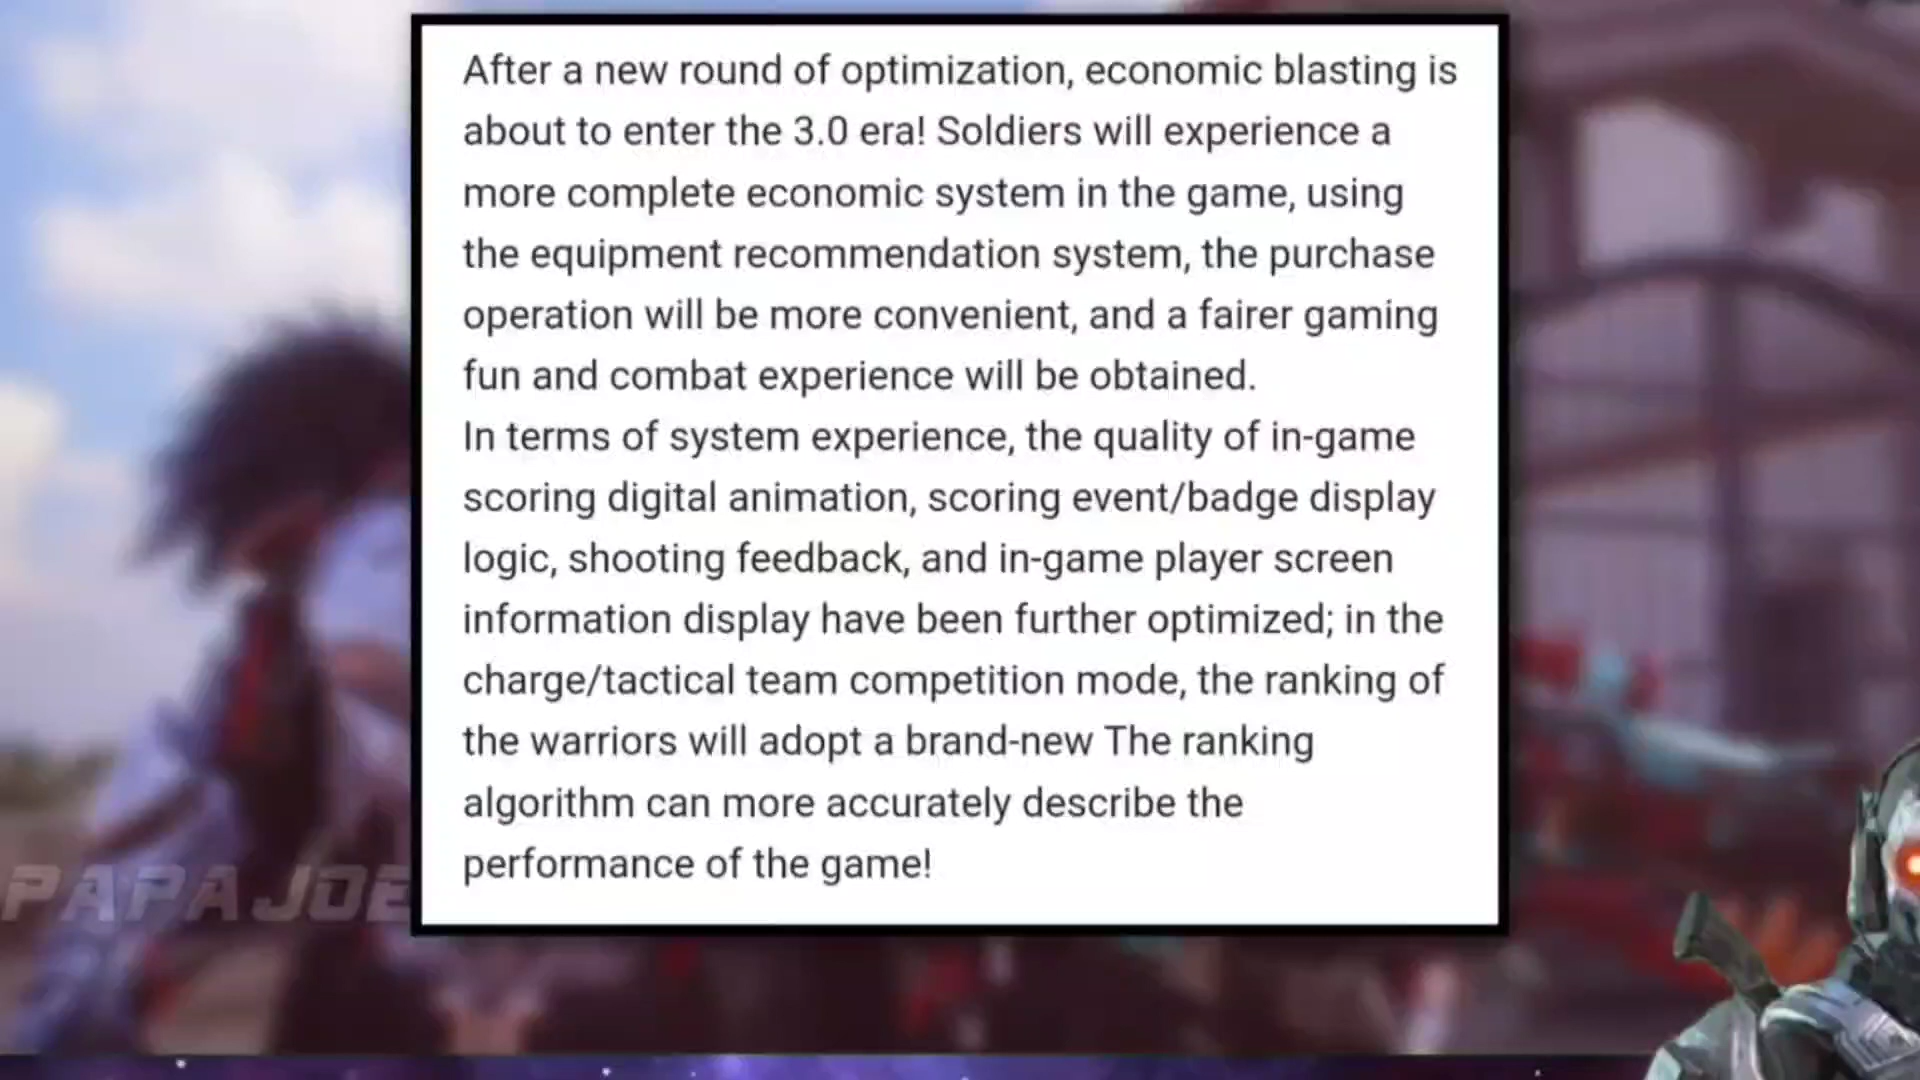 After a new round of optimization, economic blasting is
about to enter the 3.0 era! Soldiers will experience a
more complete economic system in the game, using
the equipment recommendation system, the purchase
operation will be more convenient, and a fairer gaming
fun and combat experience will be obtained.
In terms of system experience, the quality of in-game
scoring digital animation, scoring event/badge display
logic, shooting feedback, and in-game player screen
information display have been further optimized; in the
charge/tactical team competition mode, the ranking of
the warriors will adopt a brand-new The ranking
algorithm can more accurately describe the
performance of the game!
PAPA JOE